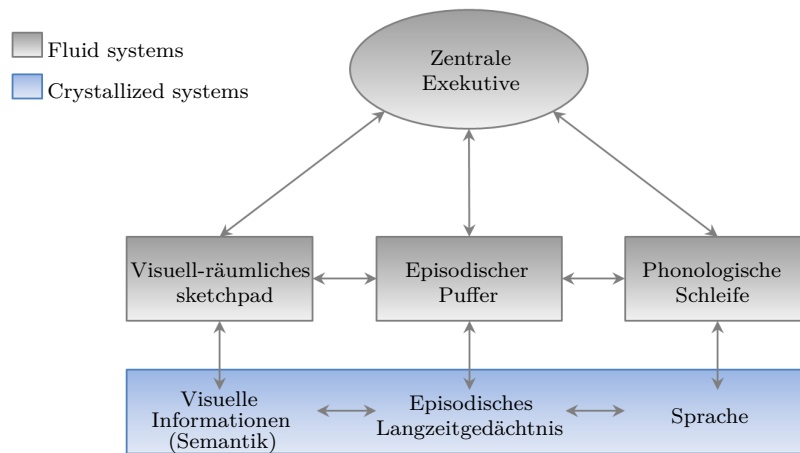 Fluid systems
Crystallized systems
Zentrale
Exekutive
Visuell-räumliches
sketchpad
Episodischer
Puffer
Phonologische
Schleife
Visuelle
Informationen
(Semantik)
Episodisches
Langzeitgedächtnis
Sprache